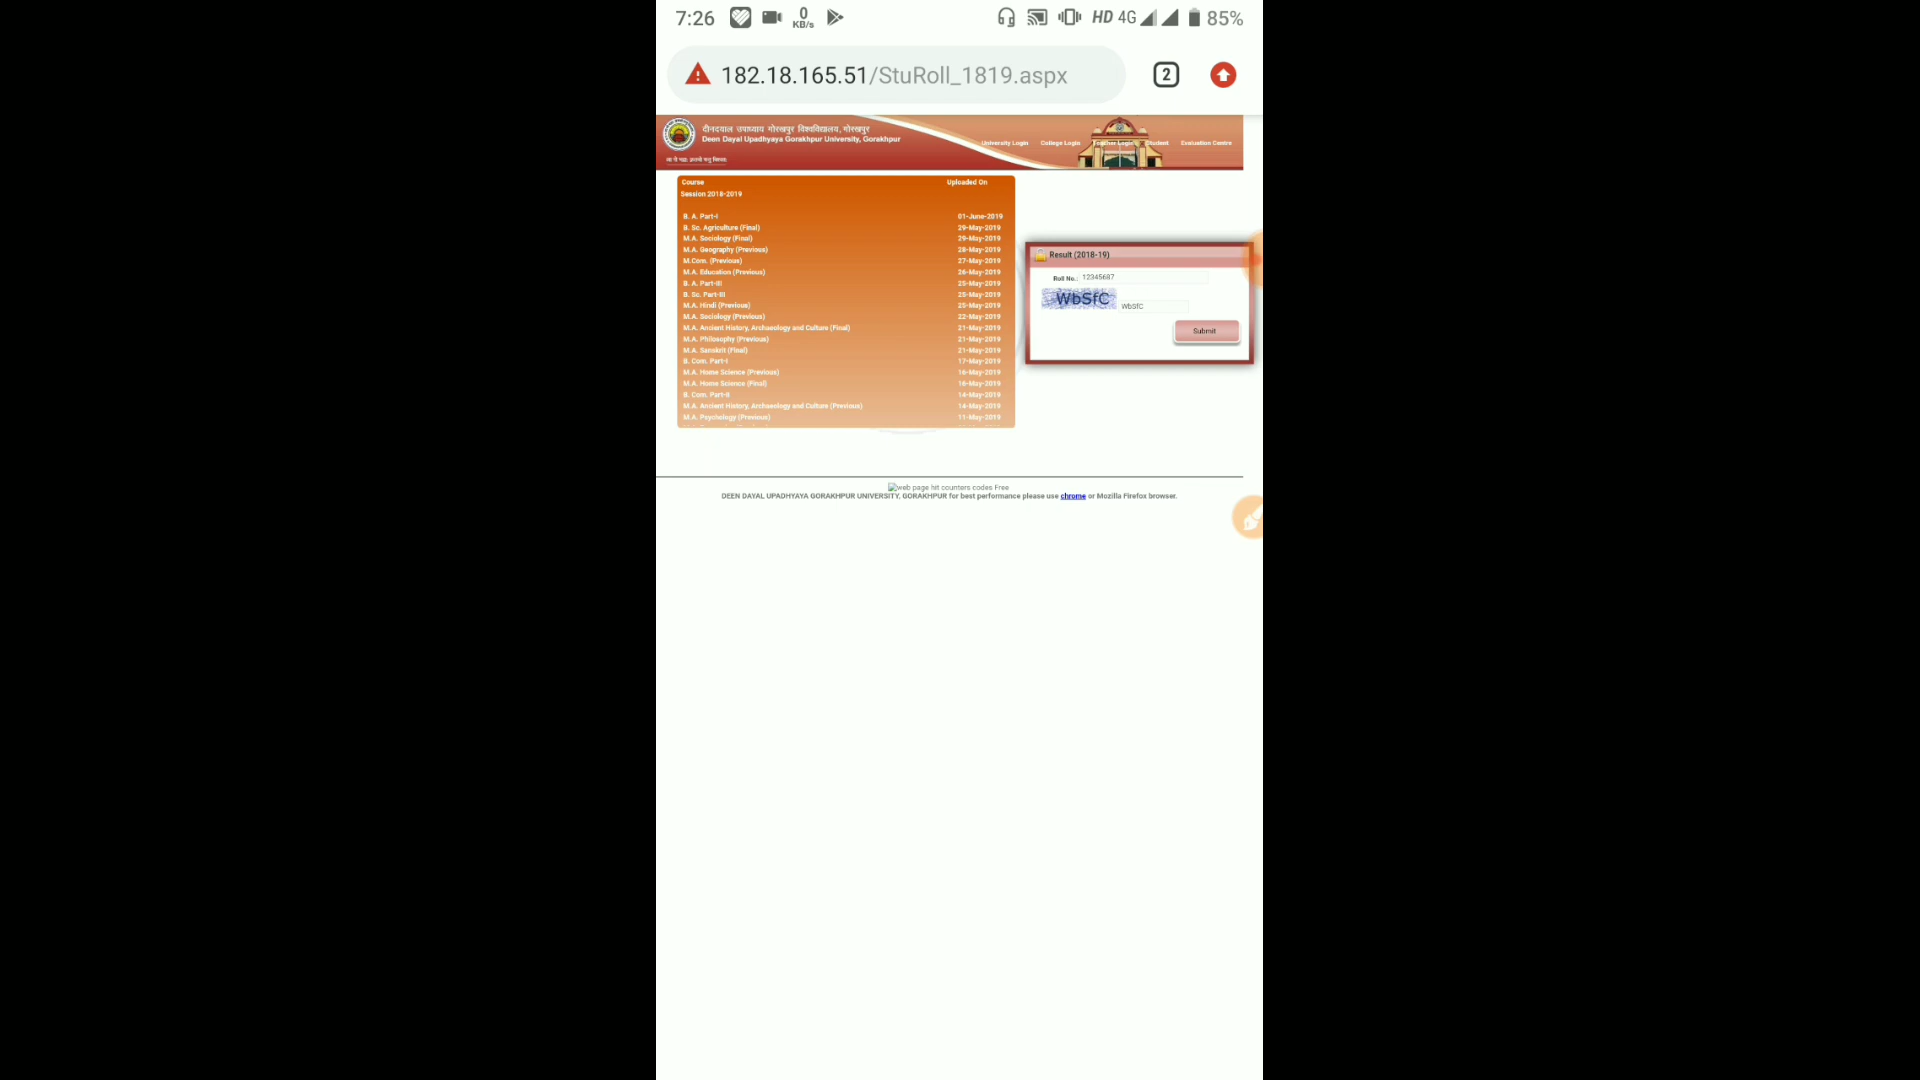 7:26
0
KB/s
HD 4G
85%
182.18.165.51/StuRoll_1819.aspx
2
दीनदयाल उपाध्याय गोरखपुर विश्वविद्यालय, गोरखपुर
Deen Dayal Upadhyaya Gorakhpur University, Gorakhpur
University Login College Login Teacher Login Student Evaluation Centre
Course Uploaded On
Session 2018-2019
B. A. Part-I 01-June-2019
B. Sc. Agriculture (Final) 29-May-2019
M.A. Sociology (Final) 29-May-2019
M.A. Geography (Previous) 28-May-2019
M.Com. (Previous) 27-May-2019
M.A. Education (Previous) 26-May-2019
B. A. Part-III 25-May-2019
B. Sc. Part-III 25-May-2019
M.A. Hindi (Previous) 25-May-2019
M.A. Sociology (Previous) 22-May-2019
M.A. Ancient History, Archaeology and Culture (Final) 21-May-2019
M.A. Philosophy (Previous) 21-May-2019
M.A. Sanskrit (Final) 21-May-2019
B. Com. Part-I 17-May-2019
M.A. Home Science (Previous) 16-May-2019
M.A. Home Science (Final) 16-May-2019
B. Com. Part-II 14-May-2019
M.A. Ancient History, Archaeology and Culture (Previous) 14-May-2019
M.A. Psychology (Previous) 11-May-2019
Result (2018-19)
Roll No.: 12345687
WbSfC WbSfC
Submit
web page hit counters codes Free
DEEN DAYAL UPADHYAYA GORAKHPUR UNIVERSITY, GORAKHPUR for best performance please use chrome or Mozilla Firefox browser.